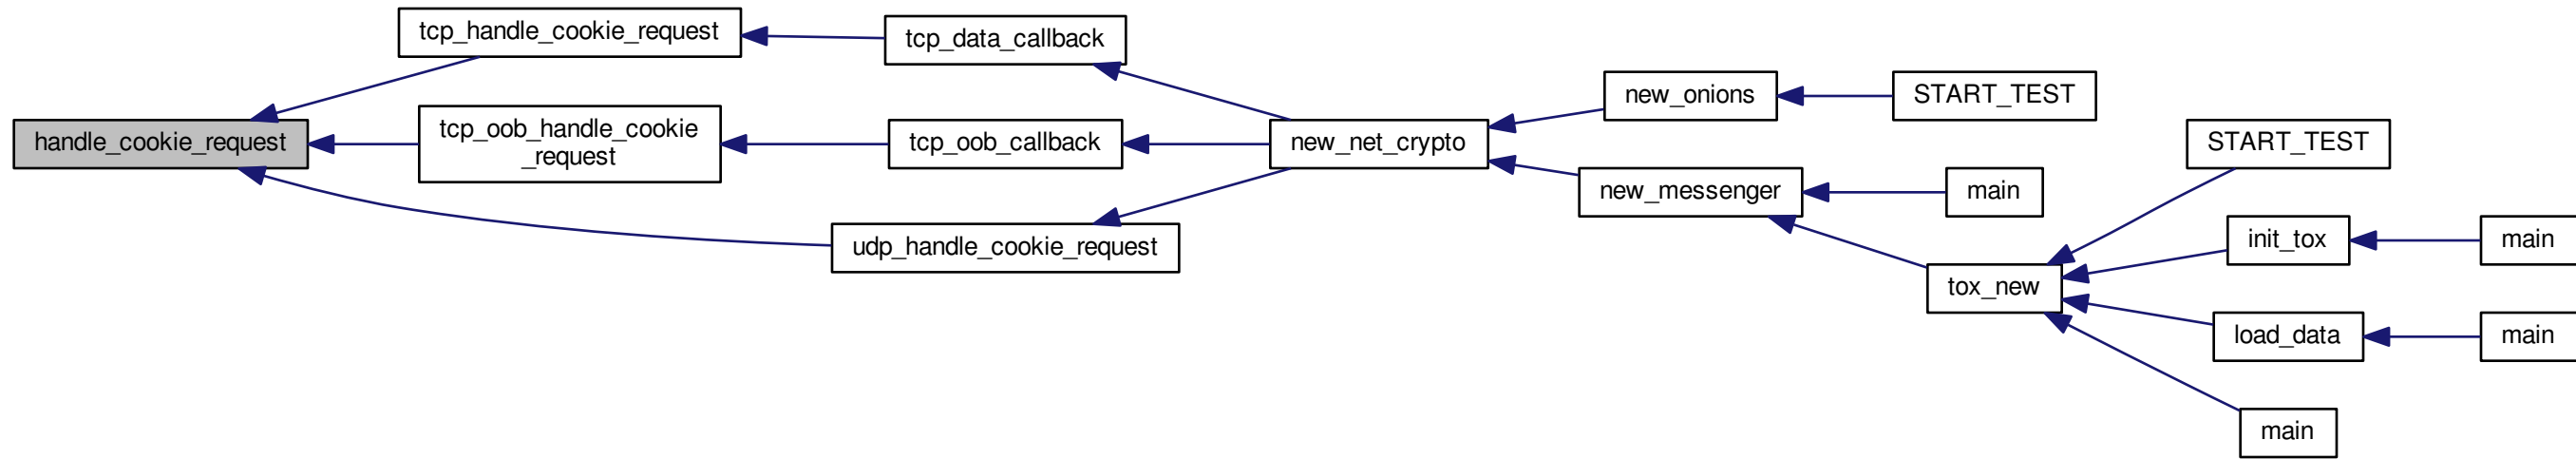 tcp_handle_cookie_request
tcp_data_callback
new_onions
START_TEST
handle_cookie_request
tcp_oob_handle_cookie
_request
tcp_oob_callback
new_net_crypto
START_TEST
new_messenger
main
udp_handle_cookie_request
init_tox
main
tox_new
load_data
main
main